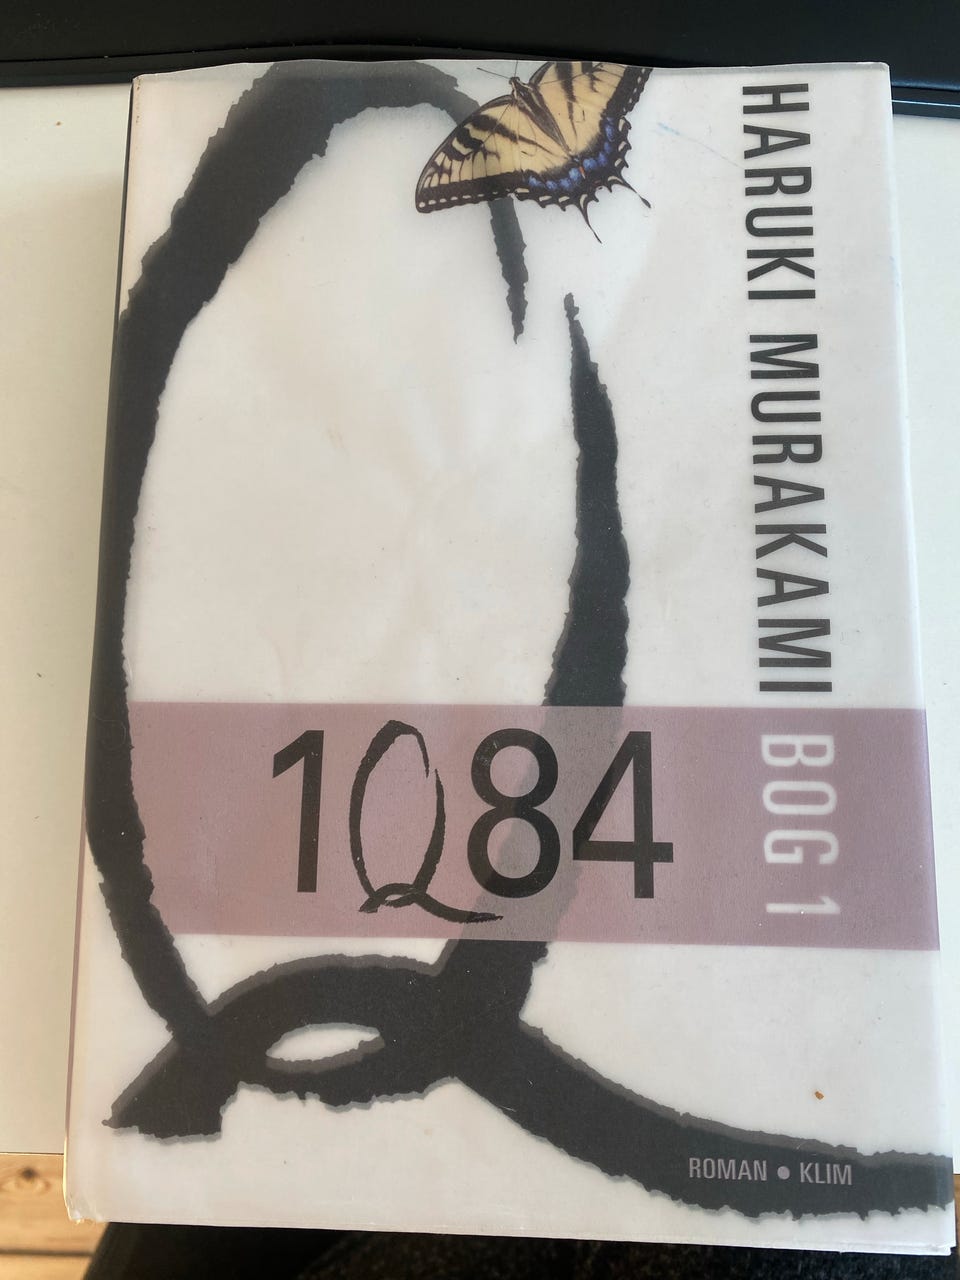 HARUKI MURAKAMI BOG 1
1Q84
ROMAN ● KLIM